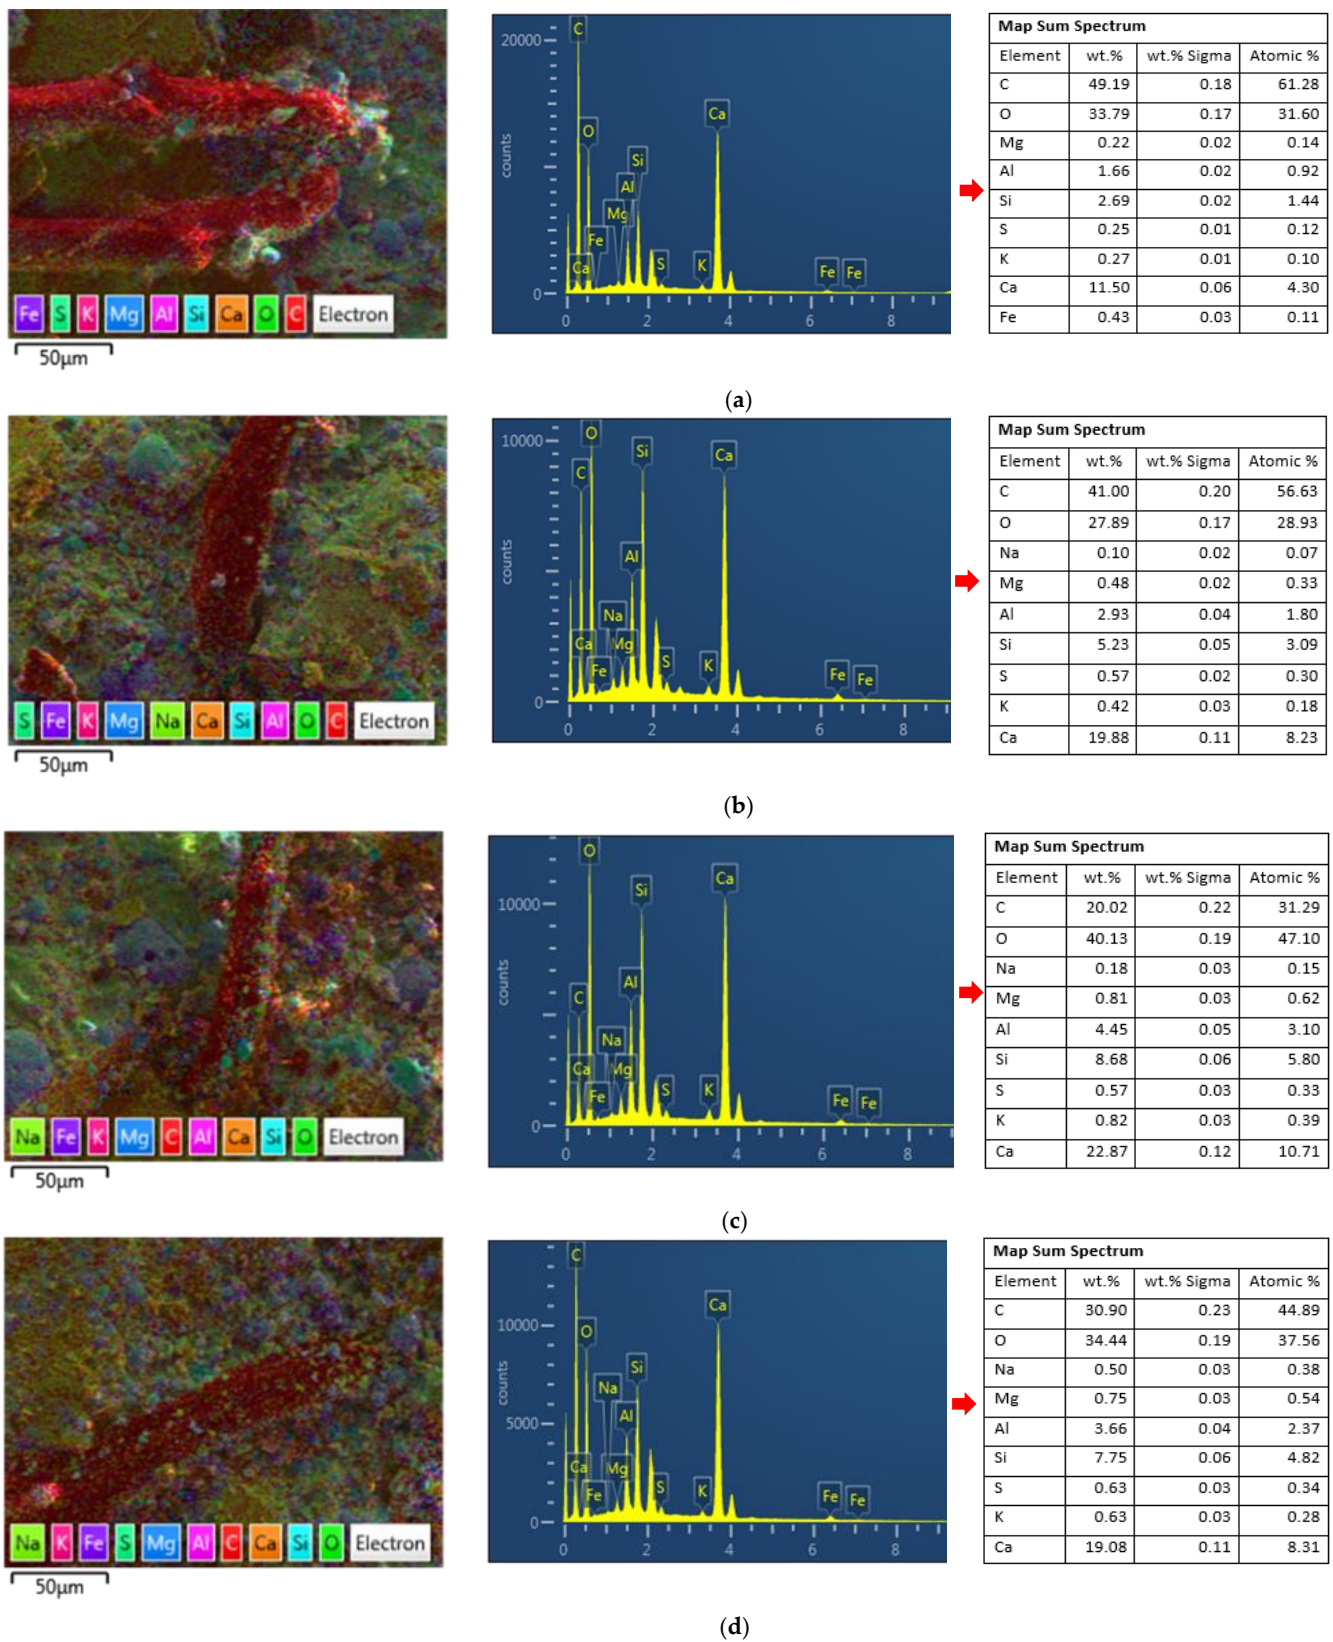 Fe S K Mg Al Si Ca O C Electron
50μm
20000
0
counts
C
O
Ca
Si
Al
Mg
Fe
Ca
S
K
Fe
Fe
0 2 4 6 8
Map Sum Spectrum
Element wt.% wt.% Sigma Atomic %
C 49.19 0.18 61.28
O 33.79 0.17 31.60
Mg 0.22 0.02 0.14
Al 1.66 0.02 0.92
Si 2.69 0.02 1.44
S 0.25 0.01 0.12
K 0.27 0.01 0.10
Ca 11.50 0.06 4.30
Fe 0.43 0.03 0.11
(a)
S Fe K Mg Na Ca Si Al O C Electron
50μm
10000
0
counts
O
C
Si
Ca
Al
Na
Ca
Mg
Fe
S
K
Fe
Fe
0 2 4 6 8
Map Sum Spectrum
Element wt.% wt.% Sigma Atomic %
C 41.00 0.20 56.63
O 27.89 0.17 28.93
Na 0.10 0.02 0.07
Mg 0.48 0.02 0.33
Al 2.93 0.04 1.80
Si 5.23 0.05 3.09
S 0.57 0.02 0.30
K 0.42 0.03 0.18
Ca 19.88 0.11 8.23
(b)
Na Fe K Mg C Al Ca Si O Electron
50μm
10000
0
counts
O
Si
Ca
Al
C
Na
Ca
Mg
Fe
S
K
Fe
Fe
0 2 4 6 8
Map Sum Spectrum
Element wt.% wt.% Sigma Atomic %
C 20.02 0.22 31.29
O 40.13 0.19 47.10
Na 0.18 0.03 0.15
Mg 0.81 0.03 0.62
Al 4.45 0.05 3.10
Si 8.68 0.06 5.80
S 0.57 0.03 0.33
K 0.82 0.03 0.39
Ca 22.87 0.12 10.71
(c)
Na K Fe S Mg Al C Ca Si O Electron
50μm
10000
5000
0
counts
C
O
Ca
Si
Na
Al
Ca
Mg
Fe
S
K
Fe
Fe
0 2 4 6 8
Map Sum Spectrum
Element wt.% wt.% Sigma Atomic %
C 30.90 0.23 44.89
O 34.44 0.19 37.56
Na 0.50 0.03 0.38
Mg 0.75 0.03 0.54
Al 3.66 0.04 2.37
Si 7.75 0.06 4.82
S 0.63 0.03 0.34
K 0.63 0.03 0.28
Ca 19.08 0.11 8.31
(d)